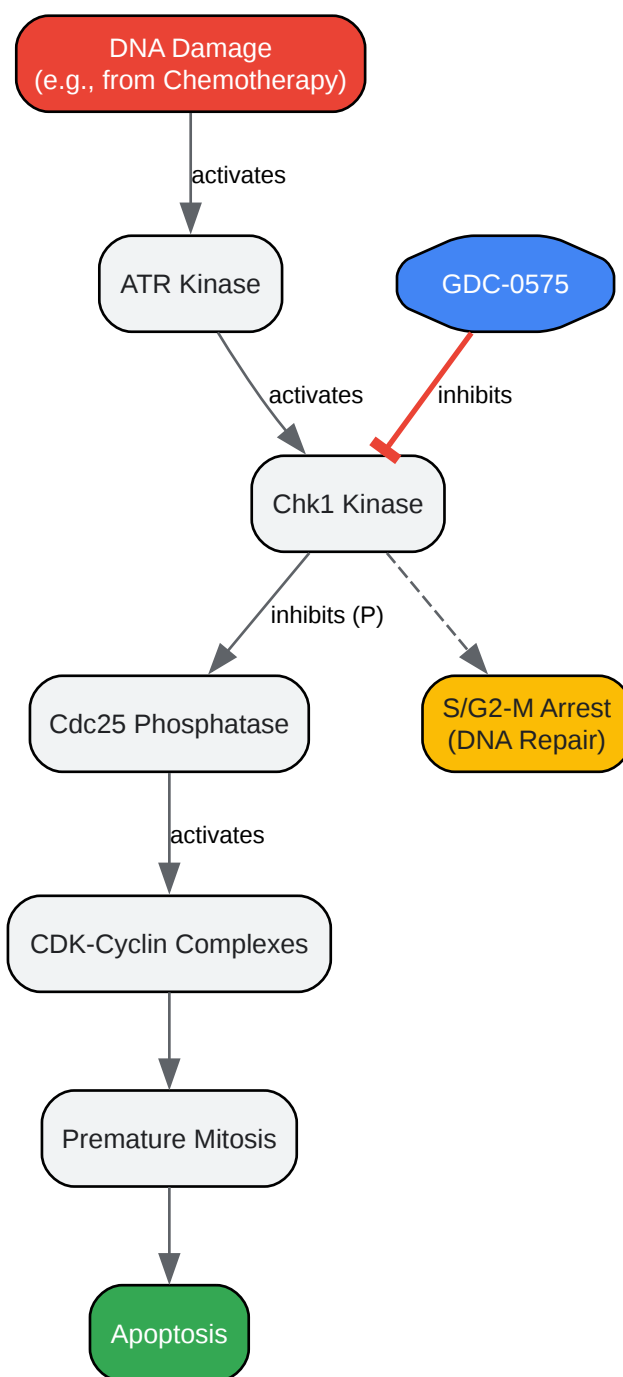 DNA Damage
(e.g., from Chemotherapy)
activates
ATR Kinase
GDC-0575
activates
inhibits
Chk1 Kinase
inhibits (P)
Cdc25 Phosphatase
S/G2-M Arrest
(DNA Repair)
activates
CDK-Cyclin Complexes
Premature Mitosis
Apoptosis